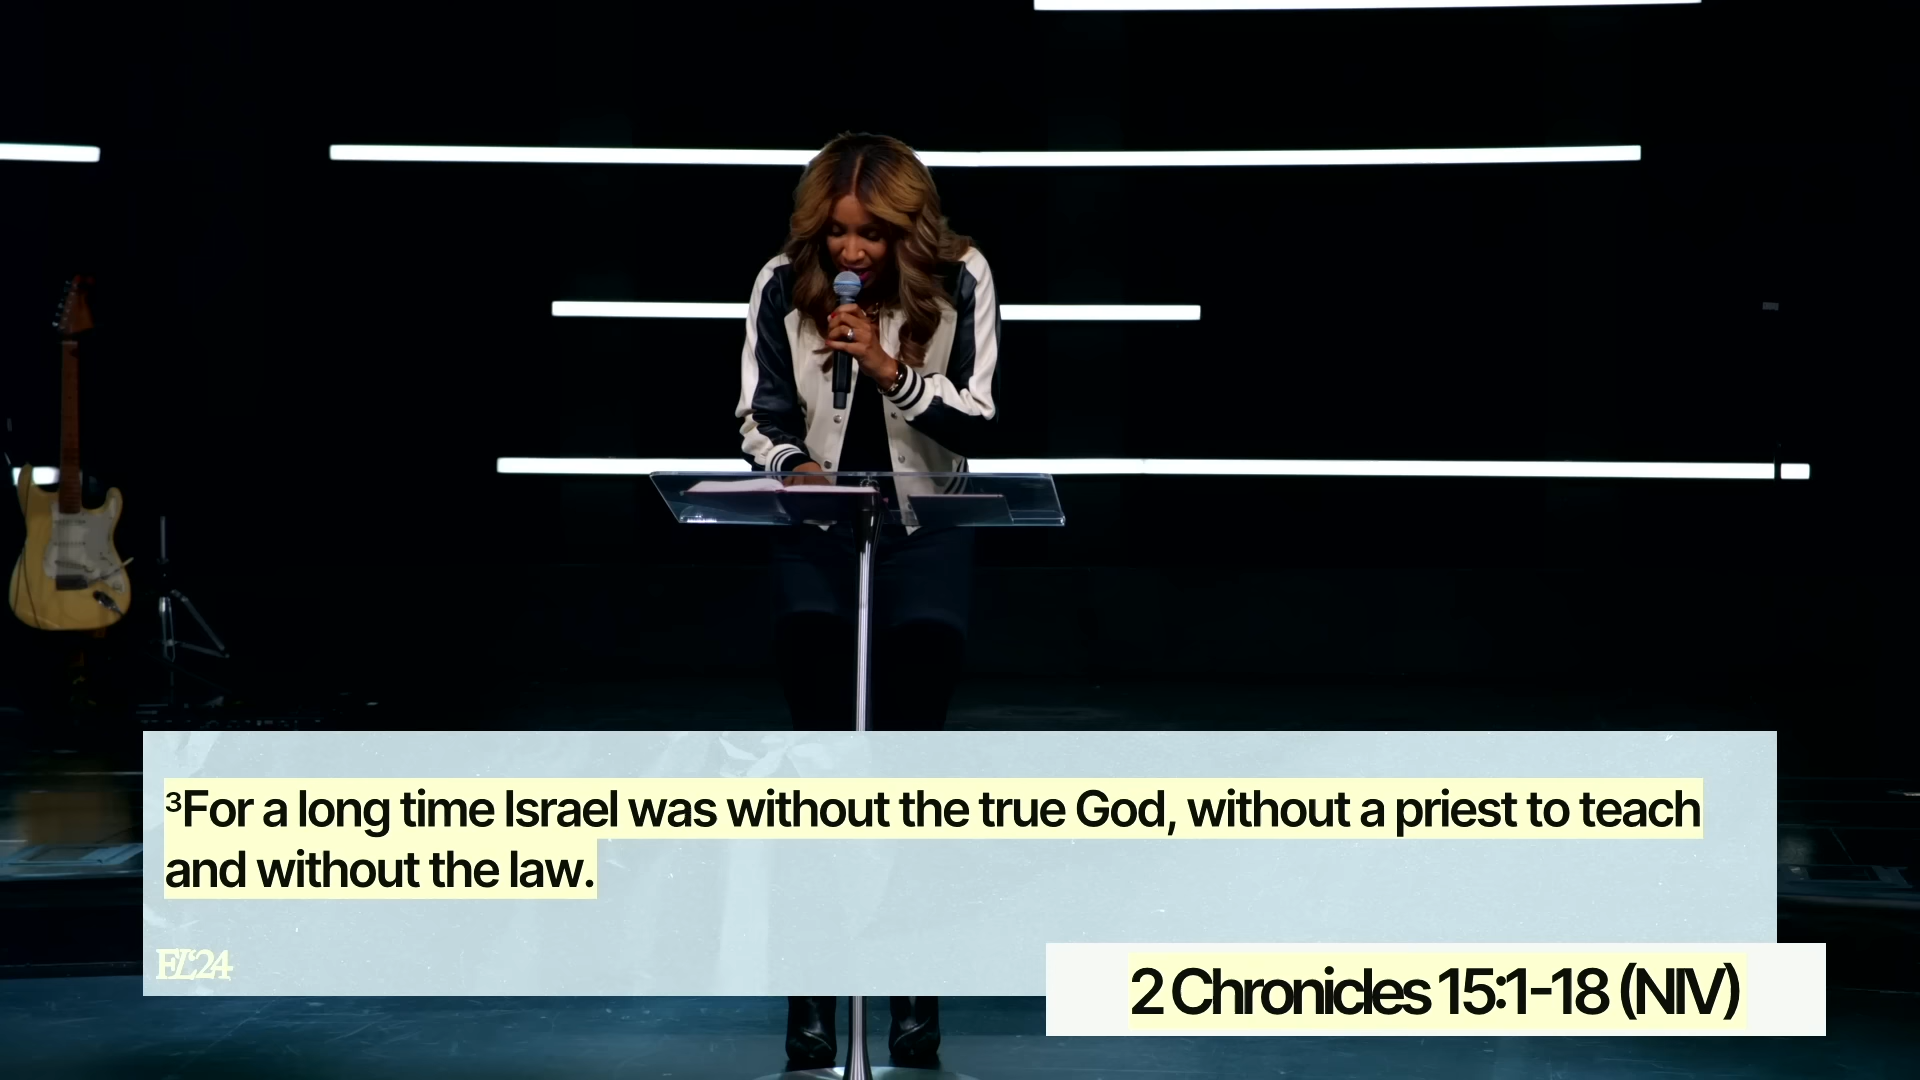 ³For a long time Israel was without the true God, without a priest to teach
and without the law.
EL'24
2 Chronicles 15:1-18 (NIV)